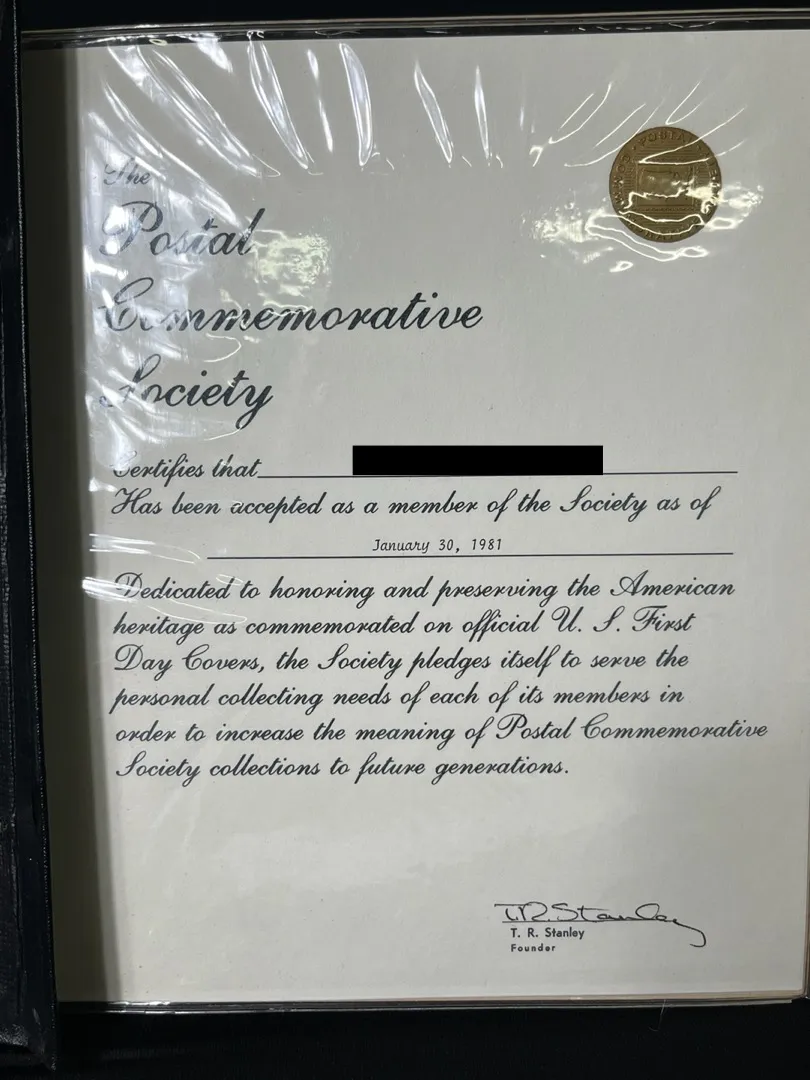 The
Postal
Commemorative
Society
Certifies that
Has been accepted as a member of the Society as of
January 30, 1981
Dedicated to honoring and preserving the American
heritage as commemorated on official U. S. First
Day Covers, the Society pledges itself to serve the
personal collecting needs of each of its members in
order to increase the meaning of Postal Commemorative
Society collections to future generations.
T.R. Stanley
T. R. Stanley
Founder